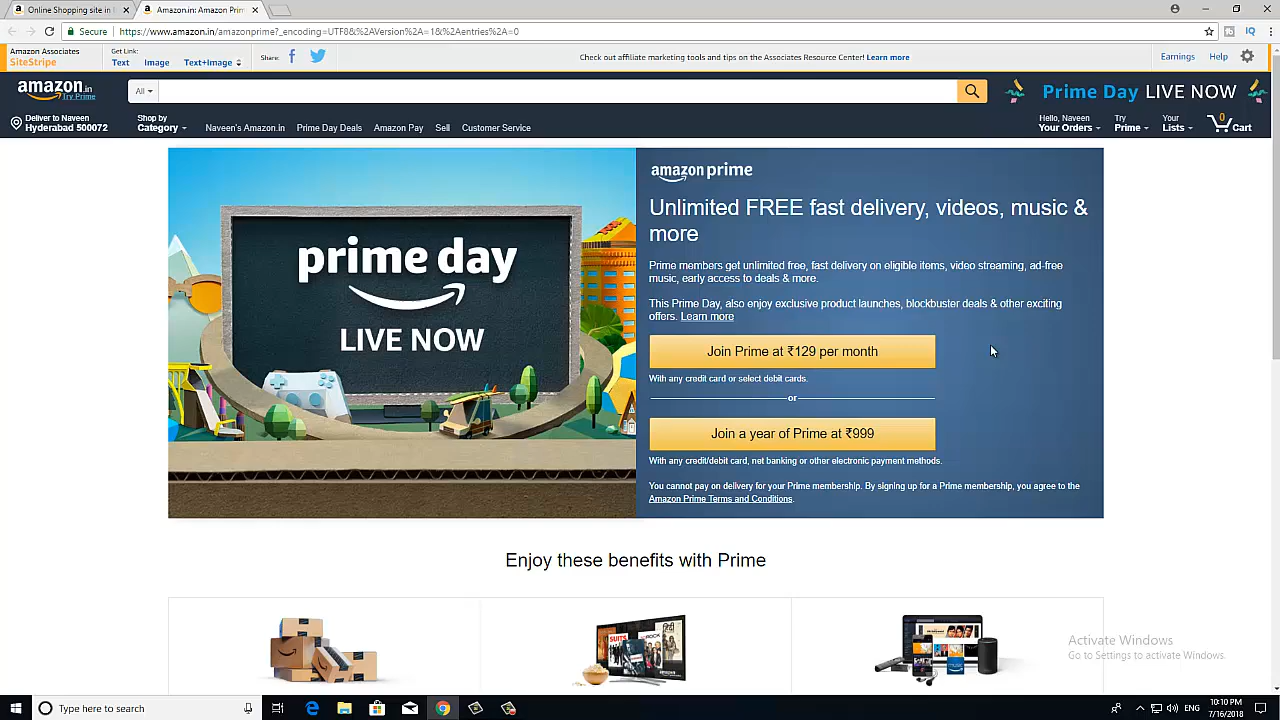 Online Shopping site in I
Amazon.in: Amazon Prim
Secure
https://www.amazon.in/amazonprime?_encoding=UTF8&%2AVersion%2A=1&%2Aentries%2A=0
Amazon Associates
SiteStripe
Get Link:
Text Image Text+Image
Share:
Check out affiliate marketing tools and tips on the Associates Resource Center! Learn more
Earnings Help
amazon.in
Try Prime
All
Prime Day LIVE NOW
Deliver to Naveen
Hyderabad 500072
Shop by
Category
Naveen's Amazon.in Prime Day Deals Amazon Pay Sell Customer Service
Hello, Naveen
Your Orders
Try
Prime
Your
Lists
0
Cart
prime day
LIVE NOW
amazon prime
Unlimited FREE fast delivery, videos, music &
more
Prime members get unlimited free, fast delivery on eligible items, video streaming, ad-free
music, early access to deals & more.
This Prime Day, also enjoy exclusive product launches, blockbuster deals & other exciting
offers. Learn more
Join Prime at ₹129 per month
With any credit card or select debit cards.
or
Join a year of Prime at ₹999
With any credit/debit card, net banking or other electronic payment methods.
You cannot pay on delivery for your Prime membership. By signing up for a Prime membership, you agree to the
Amazon Prime Terms and Conditions.
Enjoy these benefits with Prime
SUITS
Activate Windows
Go to Settings to activate Windows.
Type here to search
ENG
10:10 PM
7/16/2018